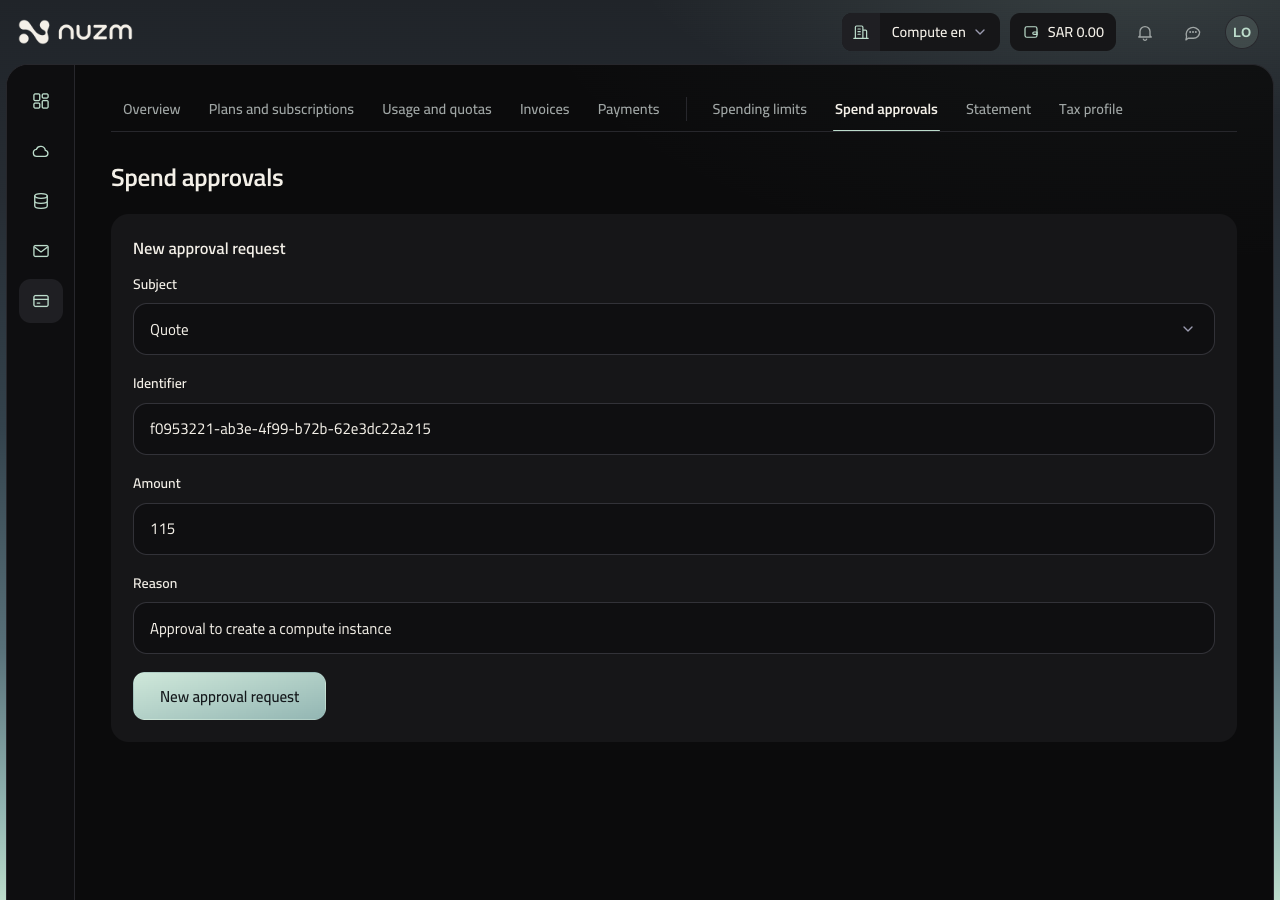 nuzm
Compute en
SAR 0.00
LO
Overview
Plans and subscriptions
Usage and quotas
Invoices
Payments
Spending limits
Spend approvals
Statement
Tax profile
Spend approvals
New approval request
Subject
Quote
Identifier
f0953221-ab3e-4f99-b72b-62e3dc22a215
Amount
115
Reason
Approval to create a compute instance
New approval request